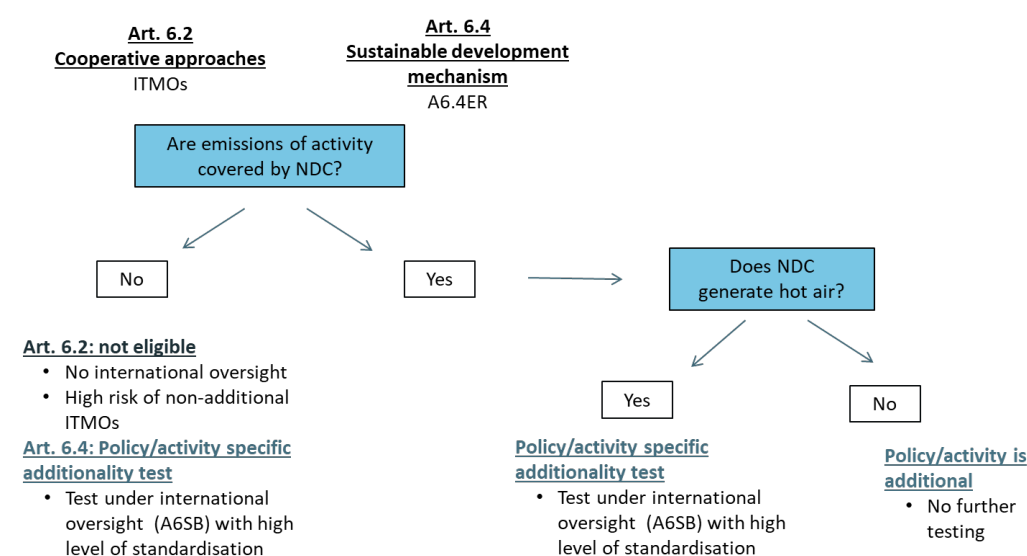 Art. 6.2
Cooperative approaches
ITMOs
Art. 6.4
Sustainable development
mechanism
A6.4ER
Are emissions of activity
covered by NDC?
No
Yes
Does NDC
generate hot air?
Art. 6.2: not eligible
• No international oversight
• High risk of non-additional
ITMOs
Art. 6.4: Policy/activity specific
additionality test
• Test under international
oversight (A6SB) with high
level of standardisation
Yes
No
Policy/activity specific
additionality test
• Test under international
oversight (A6SB) with high
level of standardisation
Policy/activity is
additional
• No further
testing